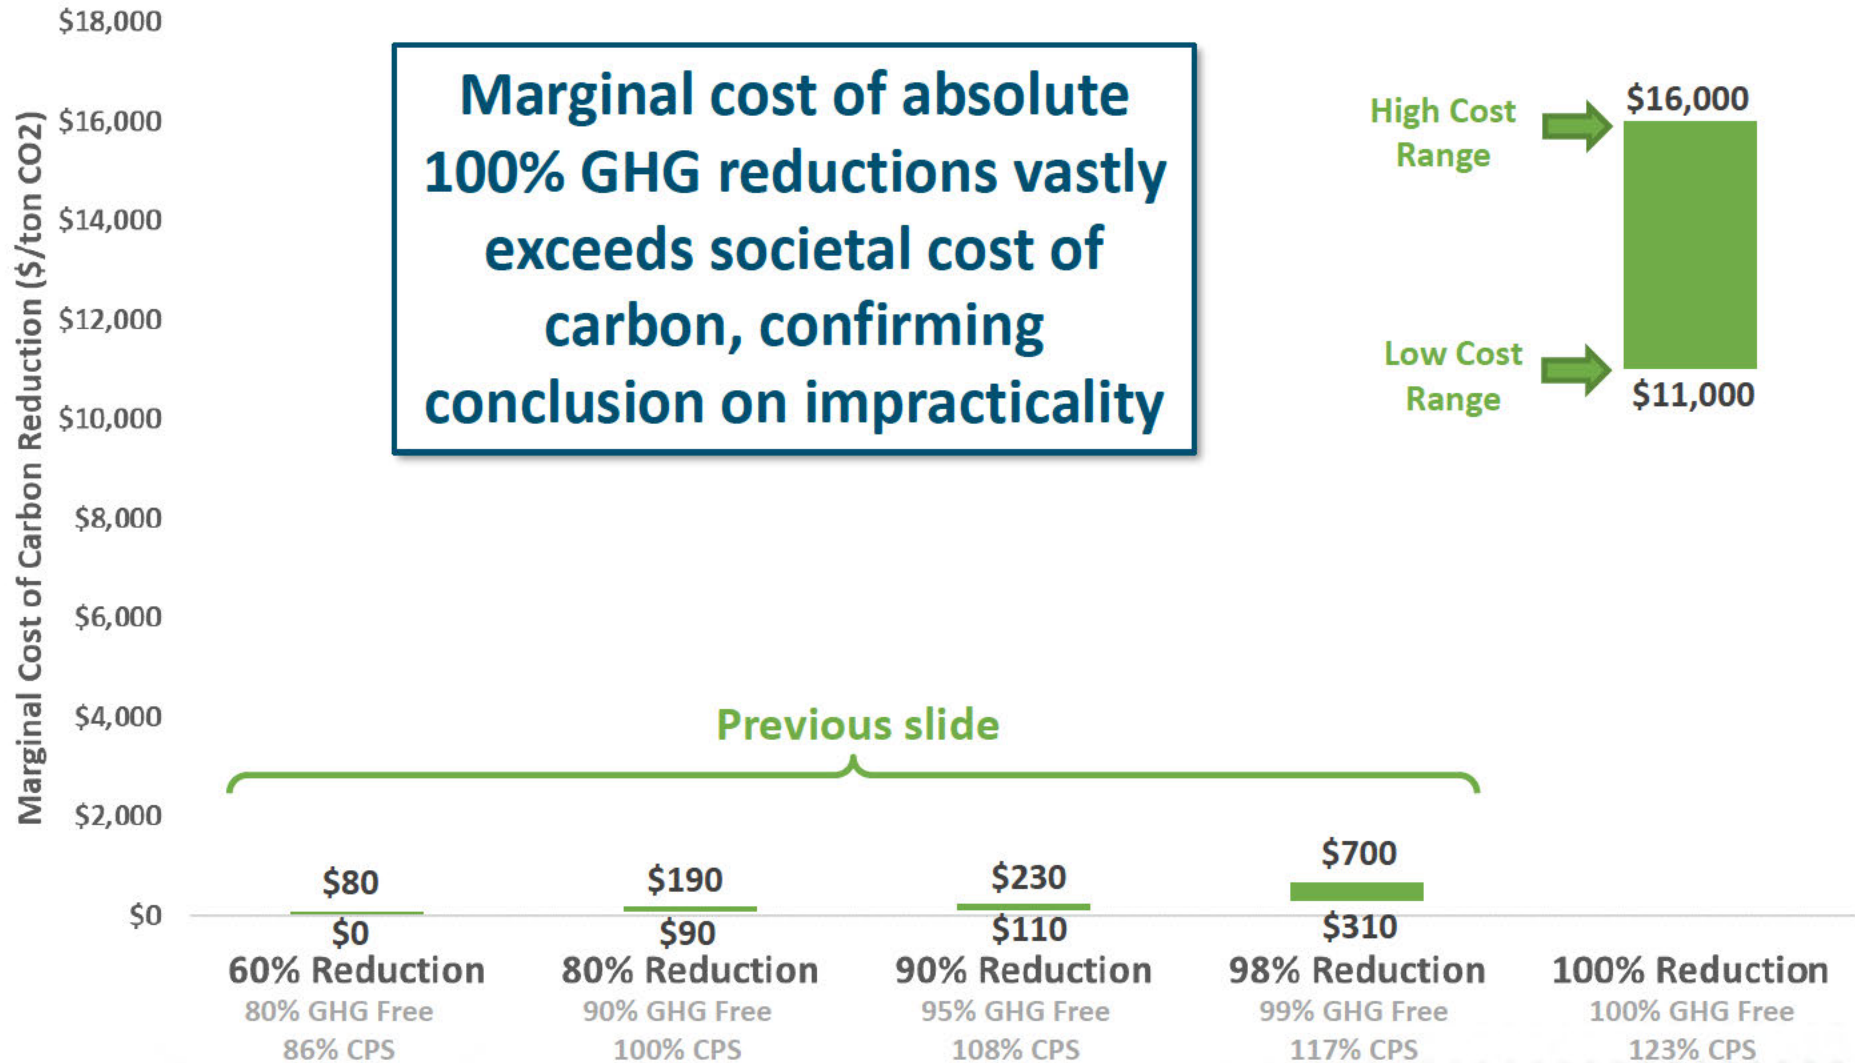 Marginal Cost of Carbon Reduction ($/ton CO2)
$18,000
$16,000
$14,000
$12,000
$10,000
$8,000
$6,000
$4,000
$2,000
$0
Marginal cost of absolute
100% GHG reductions vastly
exceeds societal cost of
carbon, confirming
conclusion on impracticality
High Cost
Range
$16,000
Low Cost
Range
$11,000
Previous slide
$80
$0
$190
$90
$230
$110
$700
$310
60% Reduction
80% GHG Free
86% CPS
80% Reduction
90% GHG Free
100% CPS
90% Reduction
95% GHG Free
108% CPS
98% Reduction
99% GHG Free
117% CPS
100% Reduction
100% GHG Free
123% CPS